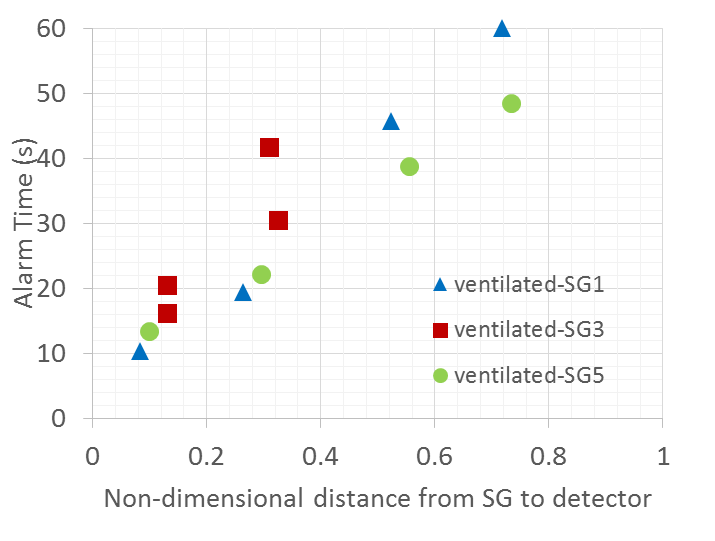 60
50
40
30
20
10
0
Alarm Time (s)
ventilated-SG1
ventilated-SG3
ventilated-SG5
0 0.2 0.4 0.6 0.8 1
Non-dimensional distance from SG to detector